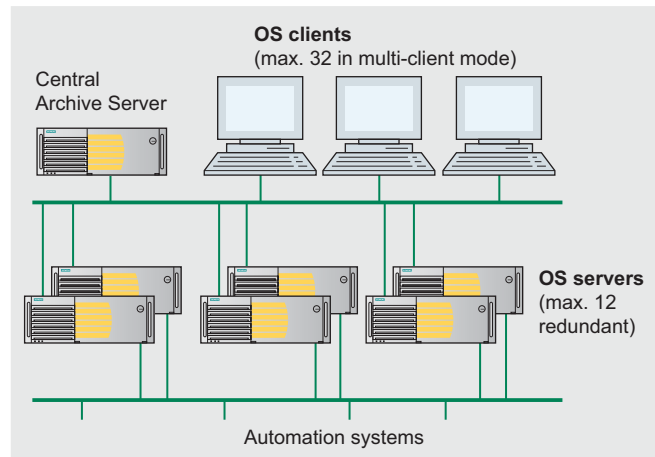 OS clients
(max. 32 in multi-client mode)
Central
Archive Server
OS servers
(max. 12
redundant)
Automation systems